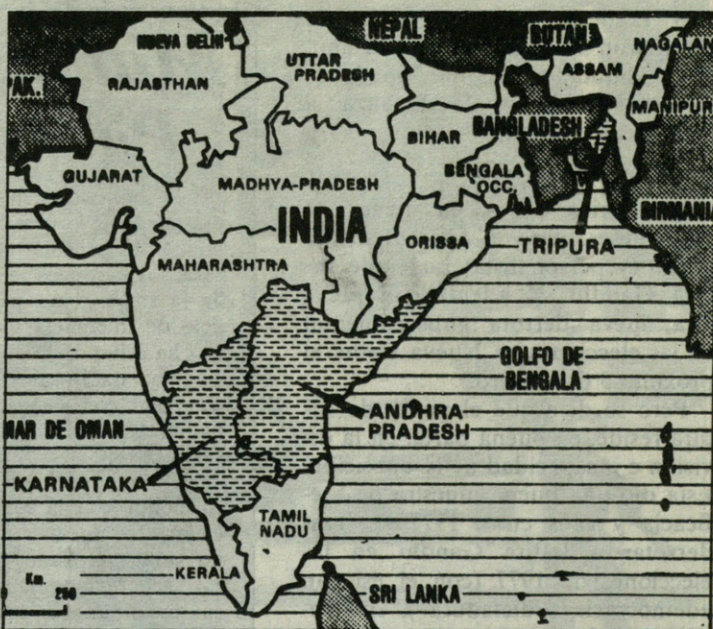 NUEVA DELHI
NEPAL
BUTAN
NAGALAN
PAK.
RAJASTHAN
UTTAR
PRADESH
ASSAM
MANIPUR
BIHAR
BANGLADESH
GUJARAT
MADHYA-PRADESH
BENGALA
OCC.
INDIA
ORISSA
TRIPURA
BIRMANIA
MAHARASHTRA
GOLFO DE
BENGALA
ANDHRA
PRADESH
MAR DE OMAN
KARNATAKA
TAMIL
NADU
KERALA
Km.
0 250
SRI LANKA